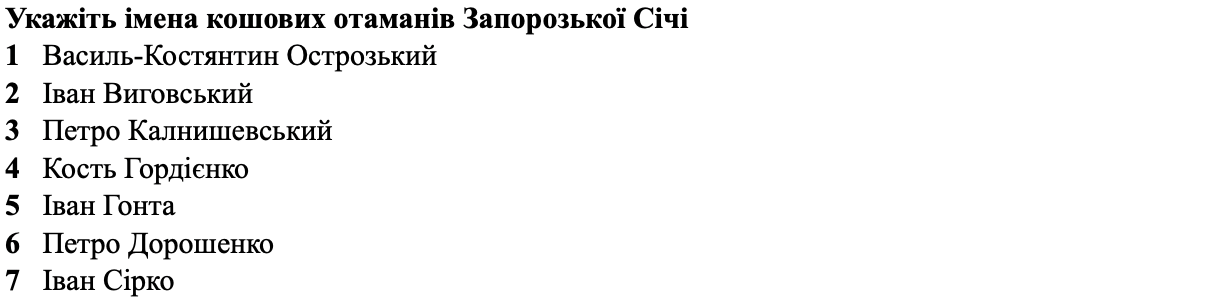 Укажіть імена кошових отаманів Запорозької Січі
1 Василь-Костянтин Острозький
2 Іван Виговський
3 Петро Калнишевський
4 Кость Гордієнко
5 Іван Гонта
6 Петро Дорошенко
7 Іван Сірко